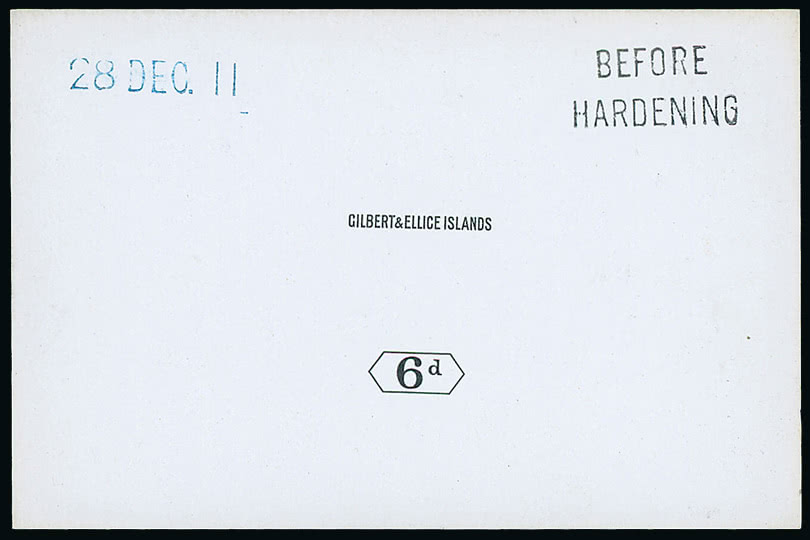 28 DEC. 11
BEFORE
HARDENING
GILBERT&ELLICE ISLANDS
6d